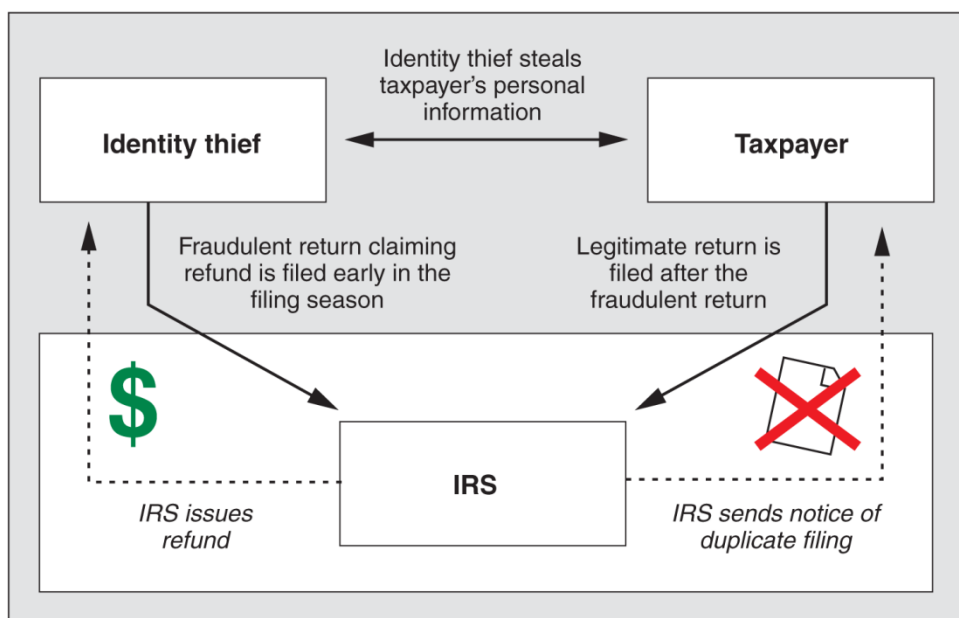 Identity thief steals
taxpayer's personal
information
Identity thief
Taxpayer
Fraudulent return claiming
refund is filed early in the
filing season
Legitimate return is
filed after the
fraudulent return
$
IRS
IRS issues
refund
IRS sends notice of
duplicate filing